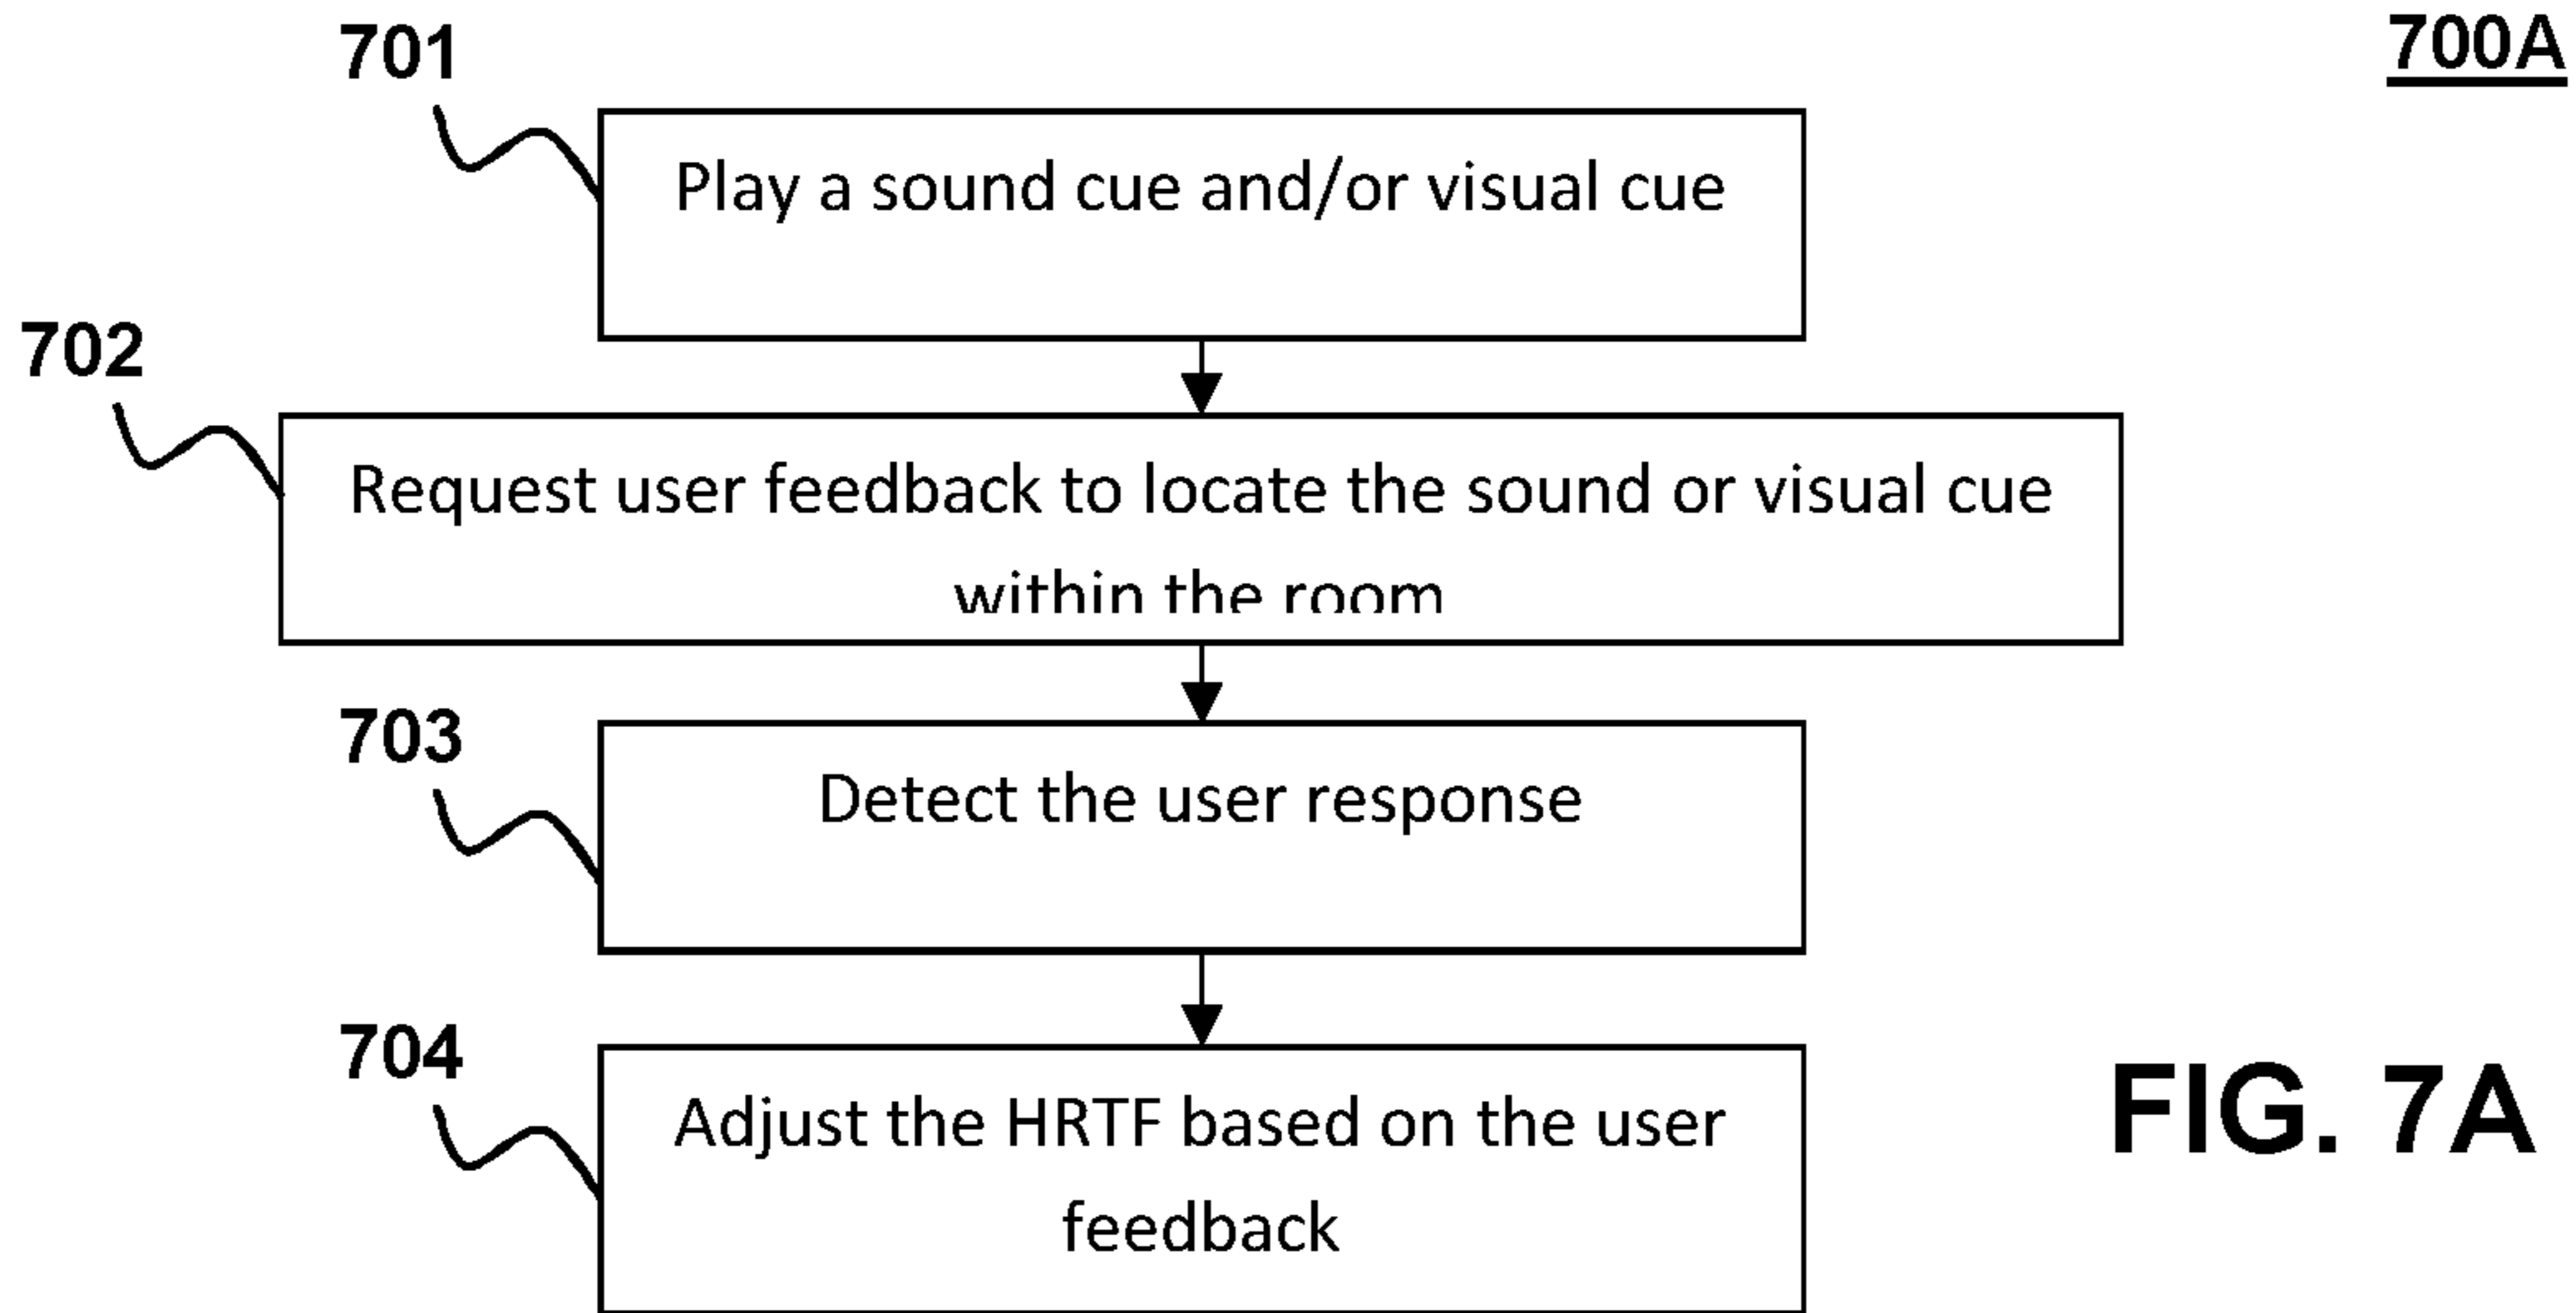 700A
701
Play a sound cue and/or visual cue
702
Request user feedback to locate the sound or visual cue
within the room
703
Detect the user response
704
Adjust the HRTF based on the user
feedback
FIG. 7A